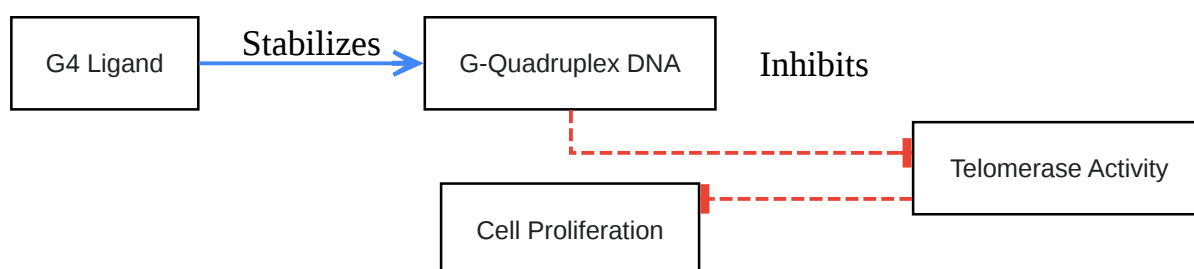 G4 Ligand
Stabilizes
G-Quadruplex DNA
Inhibits
Telomerase Activity
Cell Proliferation